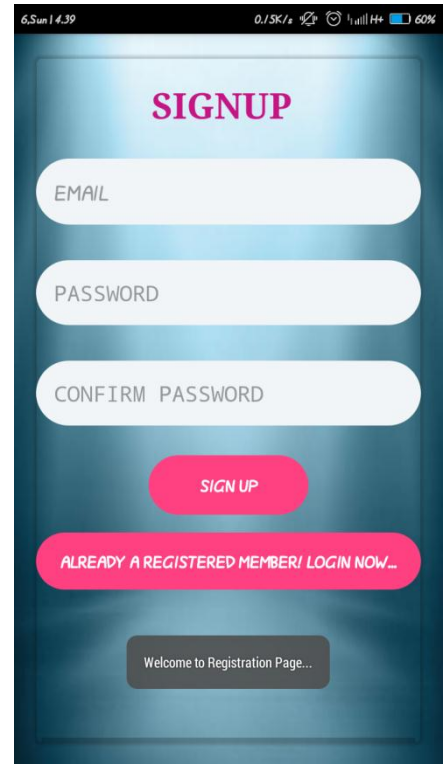 6,Sun | 4.39 0.15K/s H+ 60%
SIGNUP
EMAIL
PASSWORD
CONFIRM PASSWORD
SIGN UP
ALREADY A REGISTERED MEMBER! LOGIN NOW...
Welcome to Registration Page...